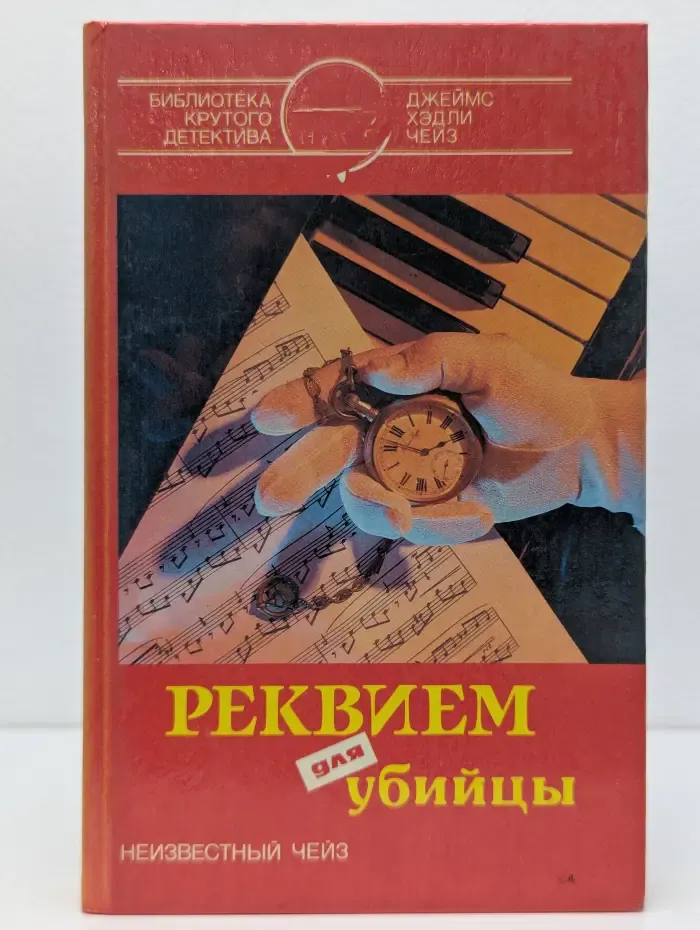 БИБЛИОТЕКА
КРУТОГО
ДЕТЕКТИВА
ДЖЕЙМС
ХЭДЛИ
ЧЕЙЗ
РЕКВИЕМ
для
убийцы
НЕИЗВЕСТНЫЙ ЧЕЙЗ